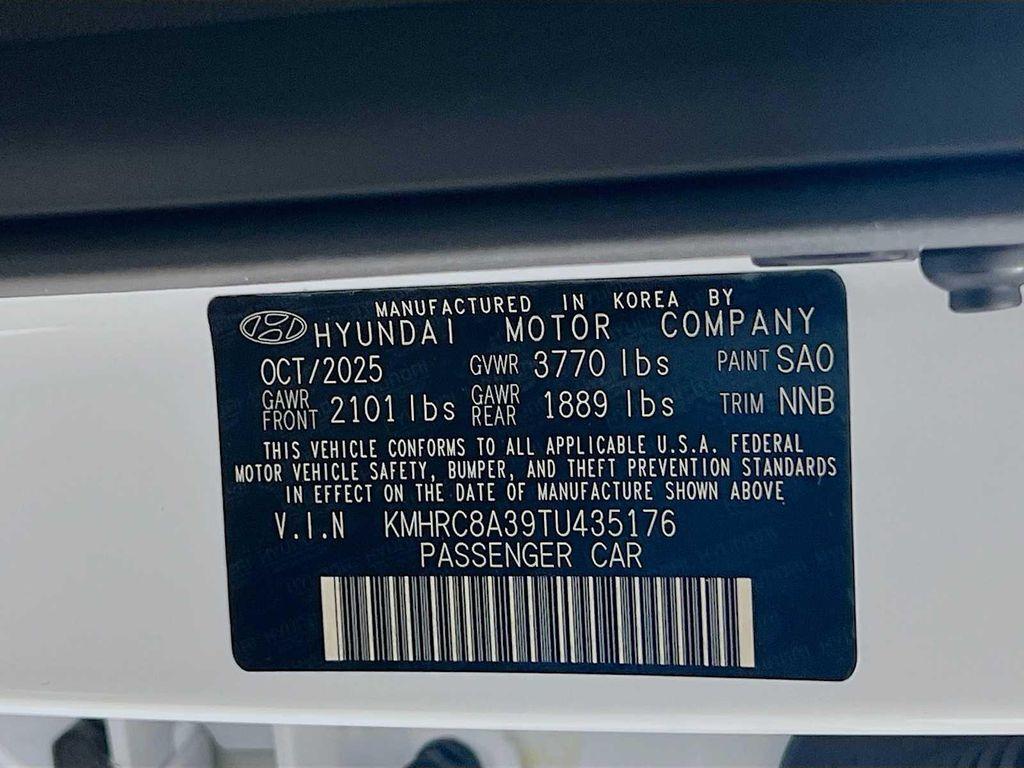 MANUFACTURED IN KOREA BY
HYUNDAI MOTOR COMPANY
OCT/2025 GVWR 3770 lbs PAINT SAO
GAWR FRONT 2101 lbs GAWR REAR 1889 lbs TRIM NNB
THIS VEHICLE CONFORMS TO ALL APPLICABLE U.S.A. FEDERAL
MOTOR VEHICLE SAFETY, BUMPER, AND THEFT PREVENTION STANDARDS
IN EFFECT ON THE DATE OF MANUFACTURE SHOWN ABOVE
V.I.N KMHRC8A39TU435176
PASSENGER CAR